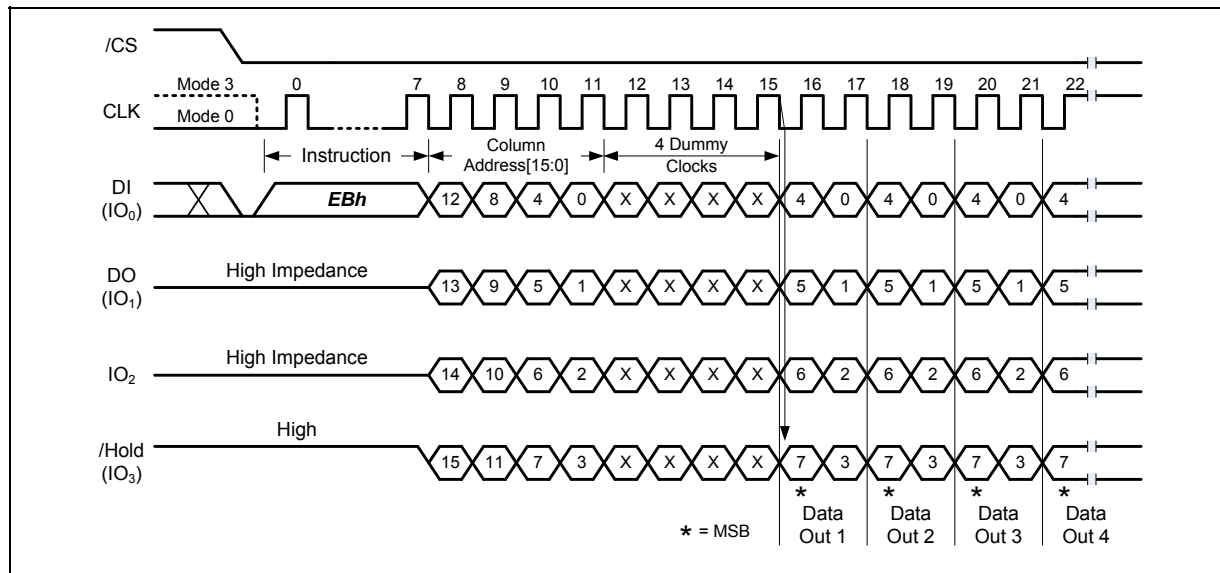 /CS
Mode 3 0 7 8 9 10 11 12 13 14 15 16 17 18 19 20 21 22
CLK
Mode 0
Instruction Column Address[15:0] 4 Dummy Clocks
DI (IO₀) EBh 12 8 4 0 X X X X 4 0 4 0 4 0 4
DO (IO₁) High Impedance 13 9 5 1 X X X X 5 1 5 1 5 1 5
IO₂ High Impedance 14 10 6 2 X X X X 6 2 6 2 6 2 6
/Hold (IO₃) High 15 11 7 3 X X X X 7 3 7 3 7 3 7
* * * *
* = MSB Data Out 1 Data Out 2 Data Out 3 Data Out 4